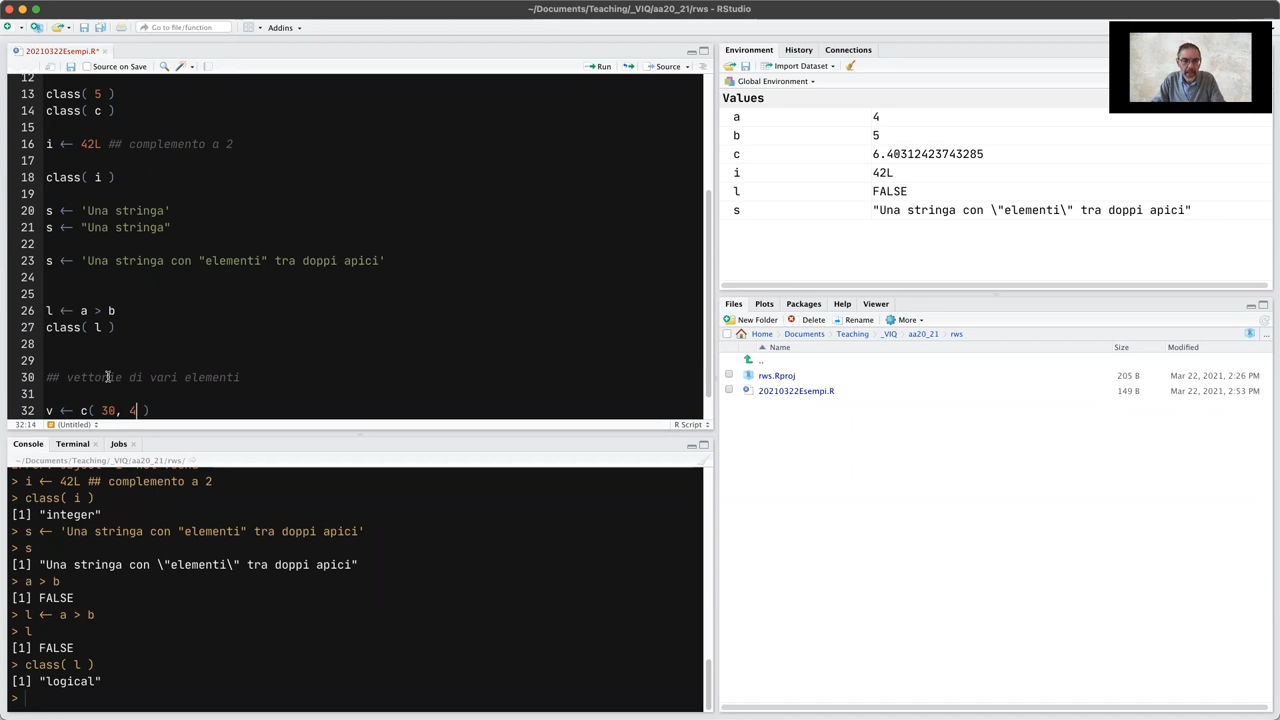 ~/Documents/Teaching/_VIQ/aa20_21/rws - RStudio
Go to file/function
Addins
20210322Esempi.R*
Source on Save
Run
Source
12
13 class( 5 )
14 class( c )
15
16 i <- 42L ## complemento a 2
17
18 class( i )
19
20 s <- 'Una stringa'
21 s <- "Una stringa"
22
23 s <- 'Una stringa con "elementi" tra doppi apici'
24
25
26 l <- a > b
27 class( l )
28
29
30 ## vettorie di vari elementi
31
32 v <- c( 30, 4 )
32:14 (Untitled) R Script
Console Terminal Jobs
~/Documents/Teaching/_VIQ/aa20_21/rws/
> i <- 42L ## complemento a 2
> class( i )
[1] "integer"
> s <- 'Una stringa con "elementi" tra doppi apici'
> s
[1] "Una stringa con \"elementi\" tra doppi apici"
> a > b
[1] FALSE
> l <- a > b
> l
[1] FALSE
> class( l )
[1] "logical"
>
Environment History Connections
Import Dataset
Global Environment
Values
a 4
b 5
c 6.40312423743285
i 42L
l FALSE
s "Una stringa con \"elementi\" tra doppi apici"
Files Plots Packages Help Viewer
New Folder Delete Rename More
Home Documents Teaching _VIQ aa20_21 rws
...
Name Size Modified
..
rws.Rproj 205 B Mar 22, 2021, 2:26 PM
20210322Esempi.R 149 B Mar 22, 2021, 2:53 PM